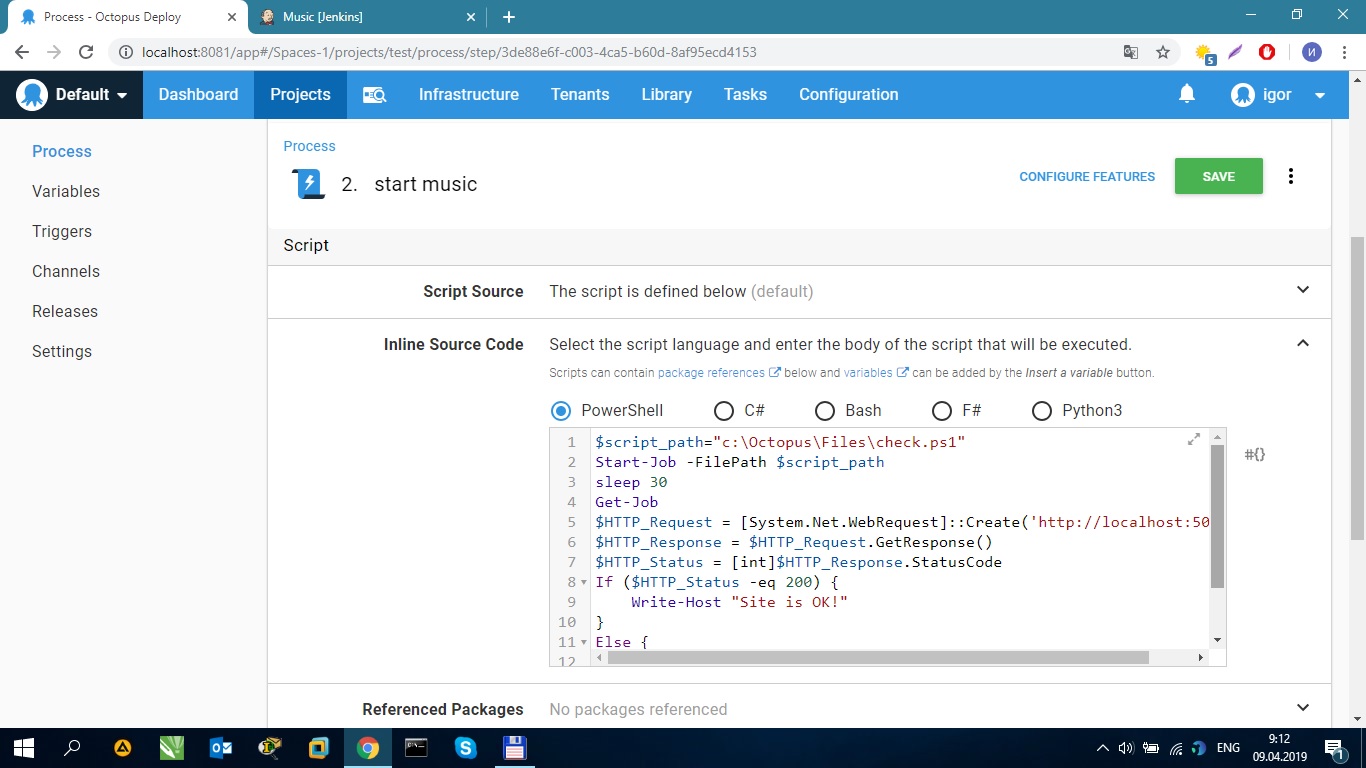 Process - Octopus Deploy
Music [Jenkins]
localhost:8081/app#/Spaces-1/projects/test/process/step/3de88e6f-c003-4ca5-b60d-8af95ecd4153
5
И
Default
Dashboard
Projects
Infrastructure
Tenants
Library
Tasks
Configuration
igor
Process
Variables
Triggers
Channels
Releases
Settings
Process
2. start music
CONFIGURE FEATURES
SAVE
Script
Script Source
The script is defined below (default)
Inline Source Code
Select the script language and enter the body of the script that will be executed.
Scripts can contain package references below and variables can be added by the Insert a variable button.
PowerShell
C#
Bash
F#
Python3
#{}
1 $script_path="c:\Octopus\Files\check.ps1"
2 Start-Job -FilePath $script_path
3 sleep 30
4 Get-Job
5 $HTTP_Request = [System.Net.WebRequest]::Create('http://localhost:50
6 $HTTP_Response = $HTTP_Request.GetResponse()
7 $HTTP_Status = [int]$HTTP_Response.StatusCode
8 If ($HTTP_Status -eq 200) {
9 Write-Host "Site is OK!"
10 }
11 Else {
12
Referenced Packages
No packages referenced
ENG
9:12
09.04.2019
1